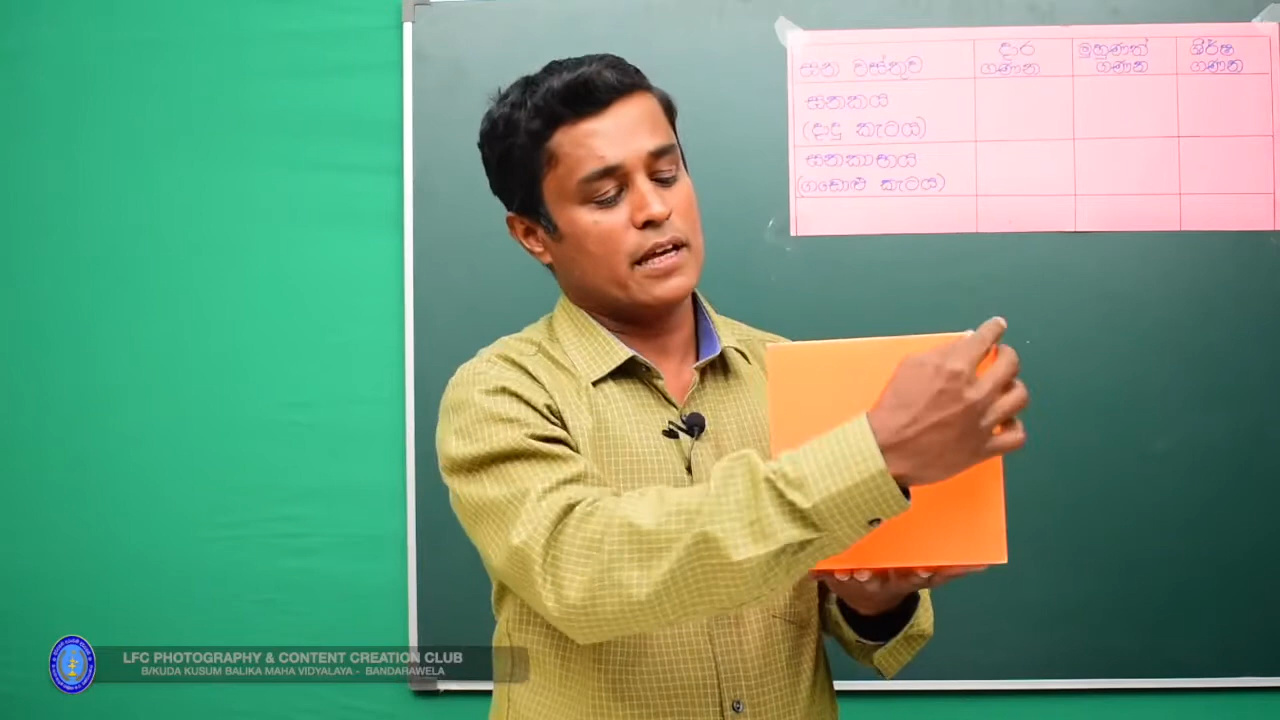 ඝන වස්තුව
දාර ගණන
මුහුණත් ගණන
ශීර්ෂ ගණන
ඝනකය
(දාදු කැටය)
ඝනකාභය
(ගඩොළු කැටය)
LFC PHOTOGRAPHY & CONTENT CREATION CLUB
B/KUDA KUSUM BALIKA MAHA VIDYALAYA - BANDARAWELA